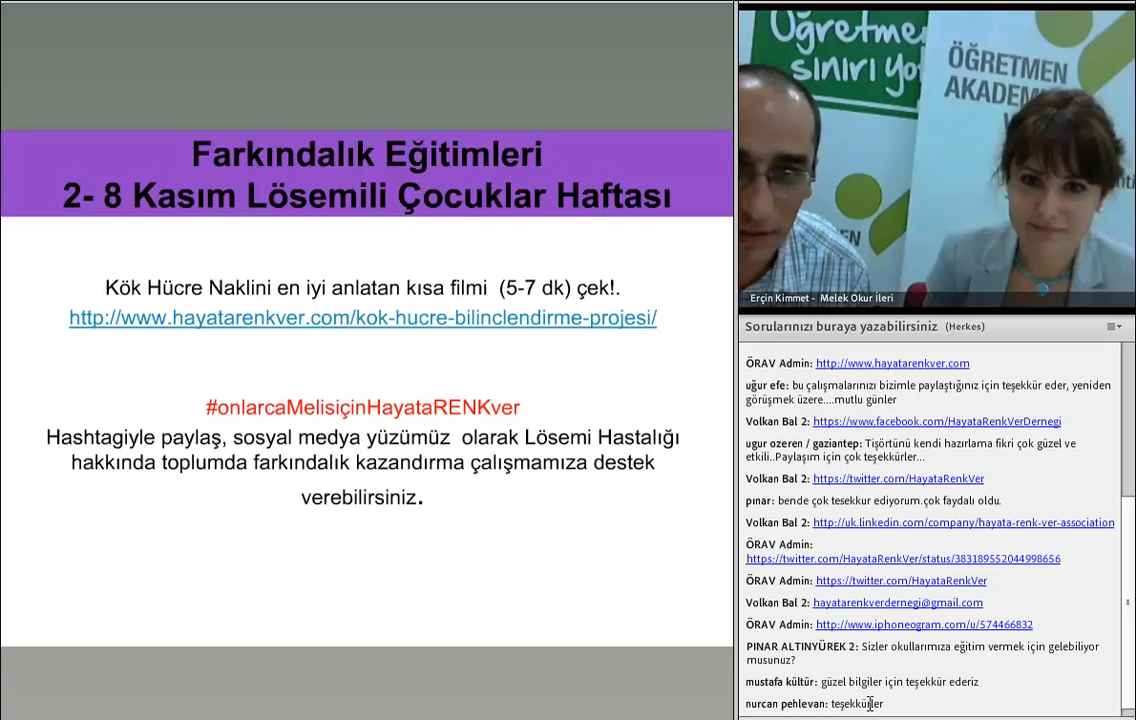 Farkındalık Eğitimleri
2- 8 Kasım Lösemili Çocuklar Haftası
Kök Hücre Naklini en iyi anlatan kısa filmi (5-7 dk) çek!.
http://www.hayatarenkver.com/kok-hucre-bilinclendirme-projesi/
#onlarcaMelisiçinHayataRENKver
Hashtagiyle paylaş, sosyal medya yüzümüz olarak Lösemi Hastalığı
hakkında toplumda farkındalık kazandırma çalışmamıza destek
verebilirsiniz.
Öğretme
sınırı yo
ÖĞRETMEN
AKADEM
EN
Erçin Kimmet - Melek Okur İleri
Sorularınızı buraya yazabilirsiniz (Herkes)
ÖRAV Admin: http://www.hayatarenkver.com
uğur efe: bu çalışmalarınızı bizimle paylaştığınız için teşekkür eder, yeniden
görüşmek üzere....mutlu günler
Volkan Bal 2: https://www.facebook.com/HayataRenkVerDernegi
ugur ozeren / gaziantep: Tişörtünü kendi hazırlama fikri çok güzel ve
etkili..Paylaşım için çok teşekkürler...
Volkan Bal 2: https://twitter.com/HayataRenkVer
pınar: bende çok tesekkur ediyorum.çok faydalı oldu.
Volkan Bal 2: http://uk.linkedin.com/company/hayata-renk-ver-association
ÖRAV Admin:
https://twitter.com/HayataRenkVer/status/383189552044998656
ÖRAV Admin: https://twitter.com/HayataRenkVer
Volkan Bal 2: hayatarenkverdernegi@gmail.com
ÖRAV Admin: http://www.iphoneogram.com/u/574466832
PINAR ALTINYÜREK 2: Sizler okullarımıza eğitim vermek için gelebiliyor
musunuz?
mustafa kültür: güzel bilgiler için teşekkür ederiz
nurcan pehlevan: teşekkürler